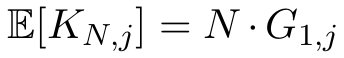 𝔼[K_{N,j}] = N · G_{1,j}